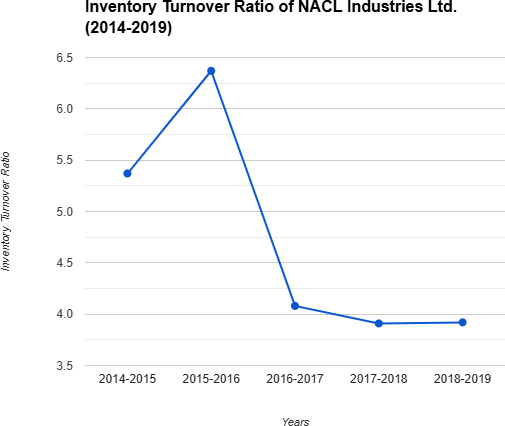 Inventory Turnover Ratio of NACL Industries Ltd.
(2014-2019)
Inventory Turnover Ratio
6.5
6.0
5.5
5.0
4.5
4.0
3.5
2014-2015 2015-2016 2016-2017 2017-2018 2018-2019
Years